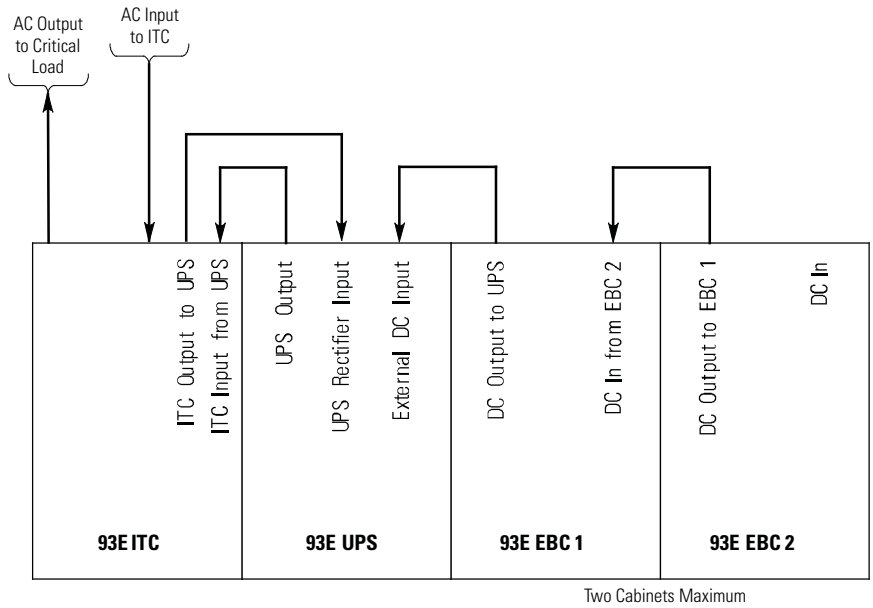 AC Output
to Critical
Load
AC Input
to ITC
ITC Output to UPS
ITC Input from UPS
UPS Output
UPS Rectifier Input
External DC Input
DC Output to UPS
DC In from EBC 2
DC Output to EBC 1
DC In
93E ITC
93E UPS
93E EBC 1
93E EBC 2
Two Cabinets Maximum